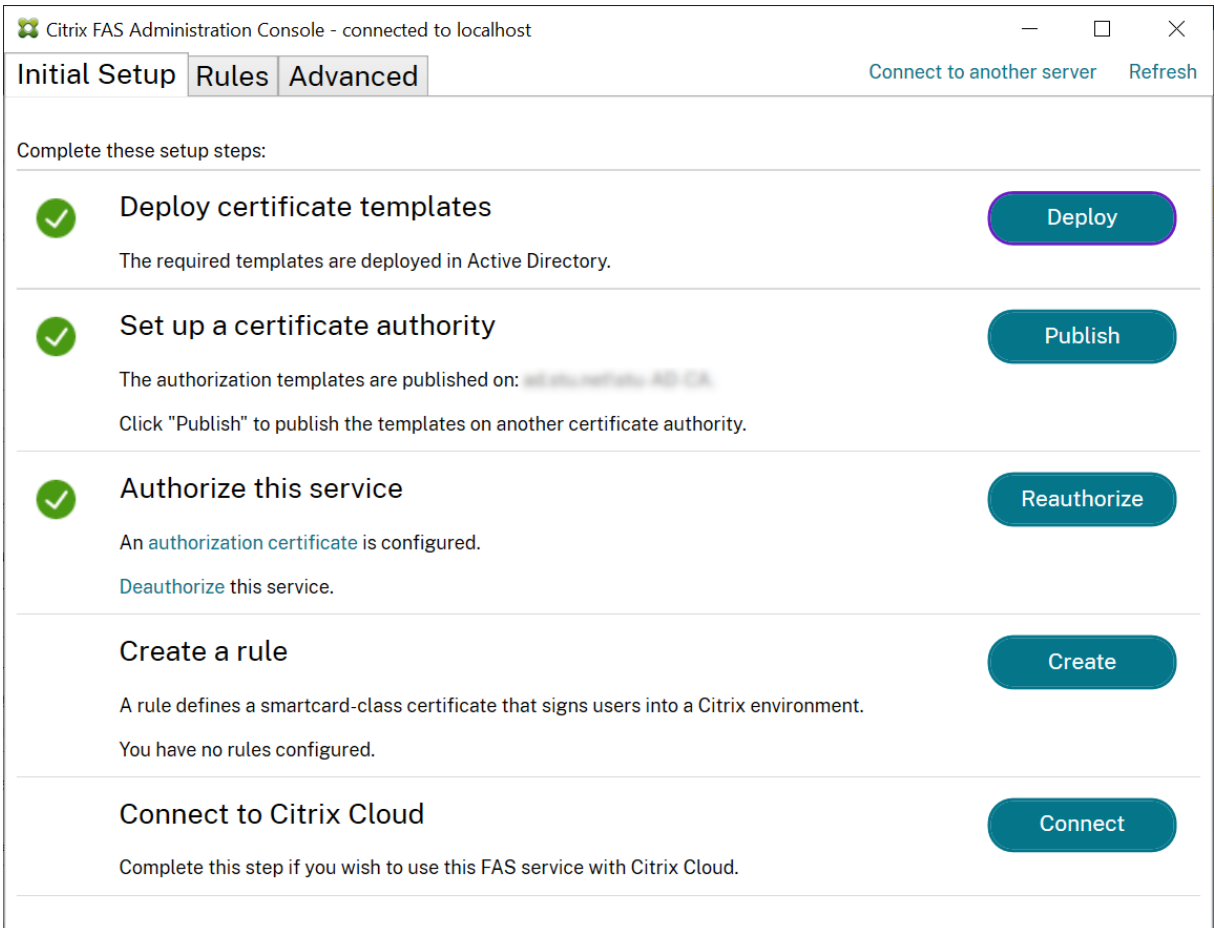 Citrix FAS Administration Console - connected to localhost
Initial Setup Rules Advanced Connect to another server Refresh
Complete these setup steps:
Deploy certificate templates
Deploy
The required templates are deployed in Active Directory.
Set up a certificate authority
Publish
The authorization templates are published on:
Click "Publish" to publish the templates on another certificate authority.
Authorize this service
Reauthorize
An authorization certificate is configured.
Deauthorize this service.
Create a rule
Create
A rule defines a smartcard-class certificate that signs users into a Citrix environment.
You have no rules configured.
Connect to Citrix Cloud
Connect
Complete this step if you wish to use this FAS service with Citrix Cloud.